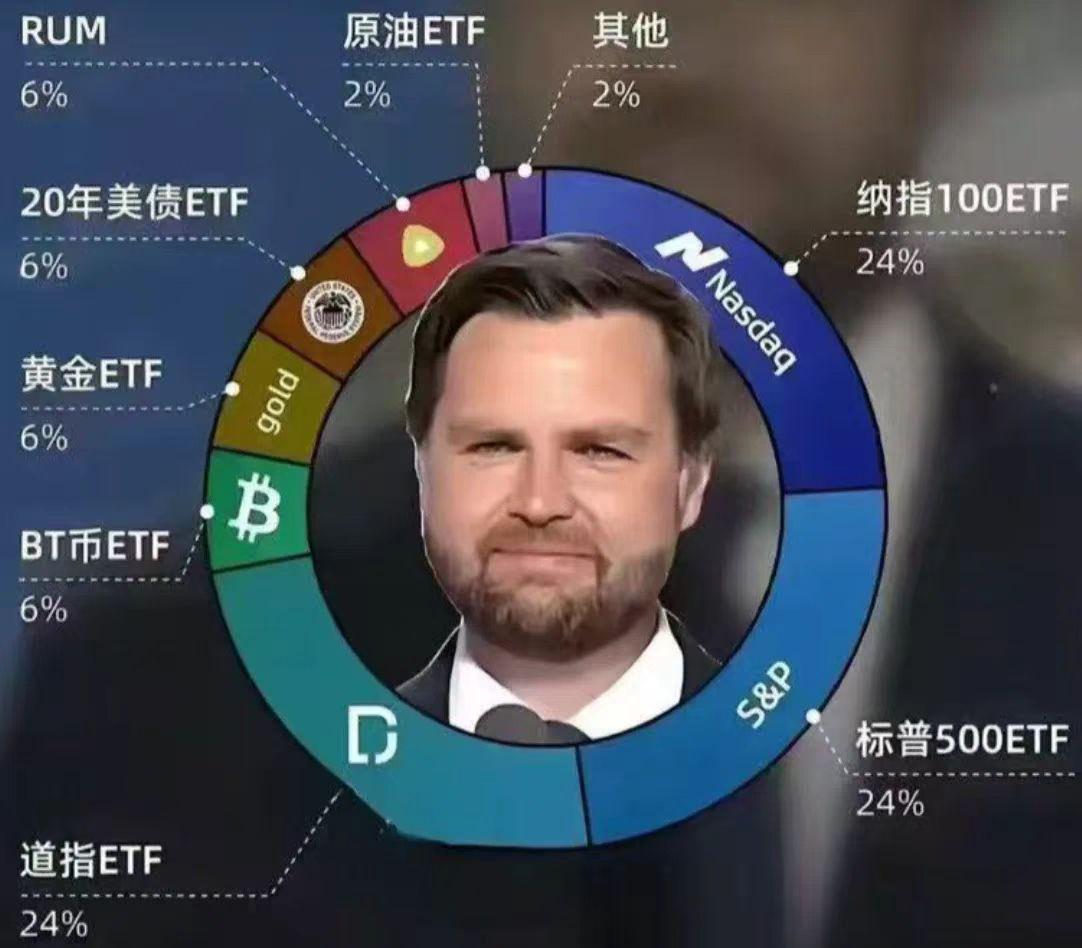 RUM
6%
原油ETF
2%
其他
2%
20年美债ETF
6%
纳指100ETF
24%
黄金ETF
6%
BT币ETF
6%
道指ETF
24%
标普500ETF
24%
Nasdaq
gold
S&P